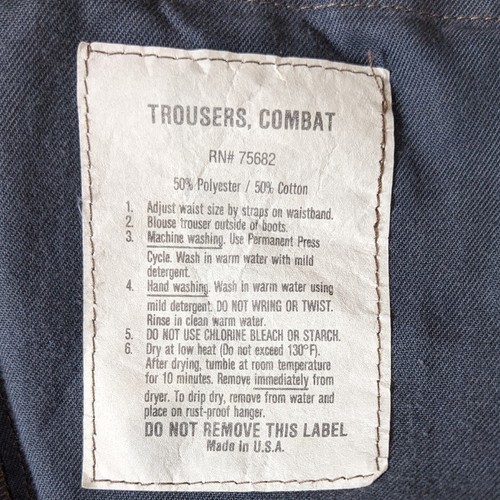 TROUSERS, COMBAT
RN# 75682
50% Polyester / 50% Cotton
1. Adjust waist size by straps on waistband.
2. Blouse trouser outside of boots.
3. Machine washing. Use Permanent Press
Cycle. Wash in warm water with mild
detergent.
4. Hand washing. Wash in warm water using
mild detergent. DO NOT WRING OR TWIST.
Rinse in clean warm water.
5. DO NOT USE CHLORINE BLEACH OR STARCH.
6. Dry at low heat (Do not exceed 130°F).
After drying, tumble at room temperature
for 10 minutes. Remove immediately from
dryer. To drip dry, remove from water and
place on rust-proof hanger.
DO NOT REMOVE THIS LABEL
Made In U.S.A.